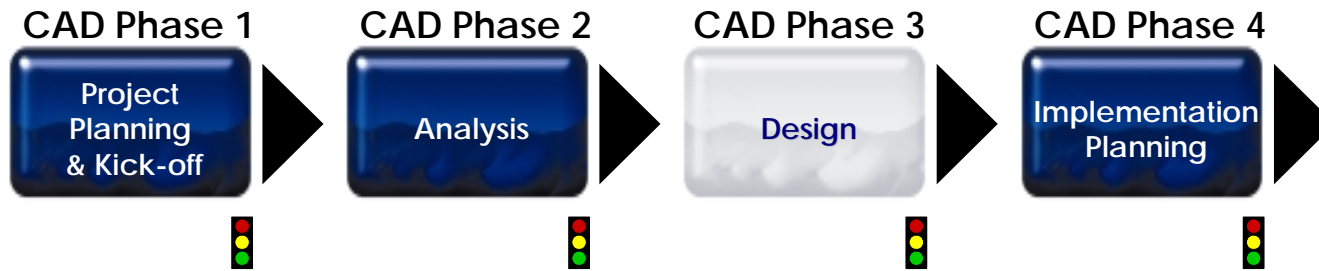 CAD Phase 1
CAD Phase 2
CAD Phase 3
CAD Phase 4
Project
Planning
& Kick-off
Analysis
Design
Implementation
Planning